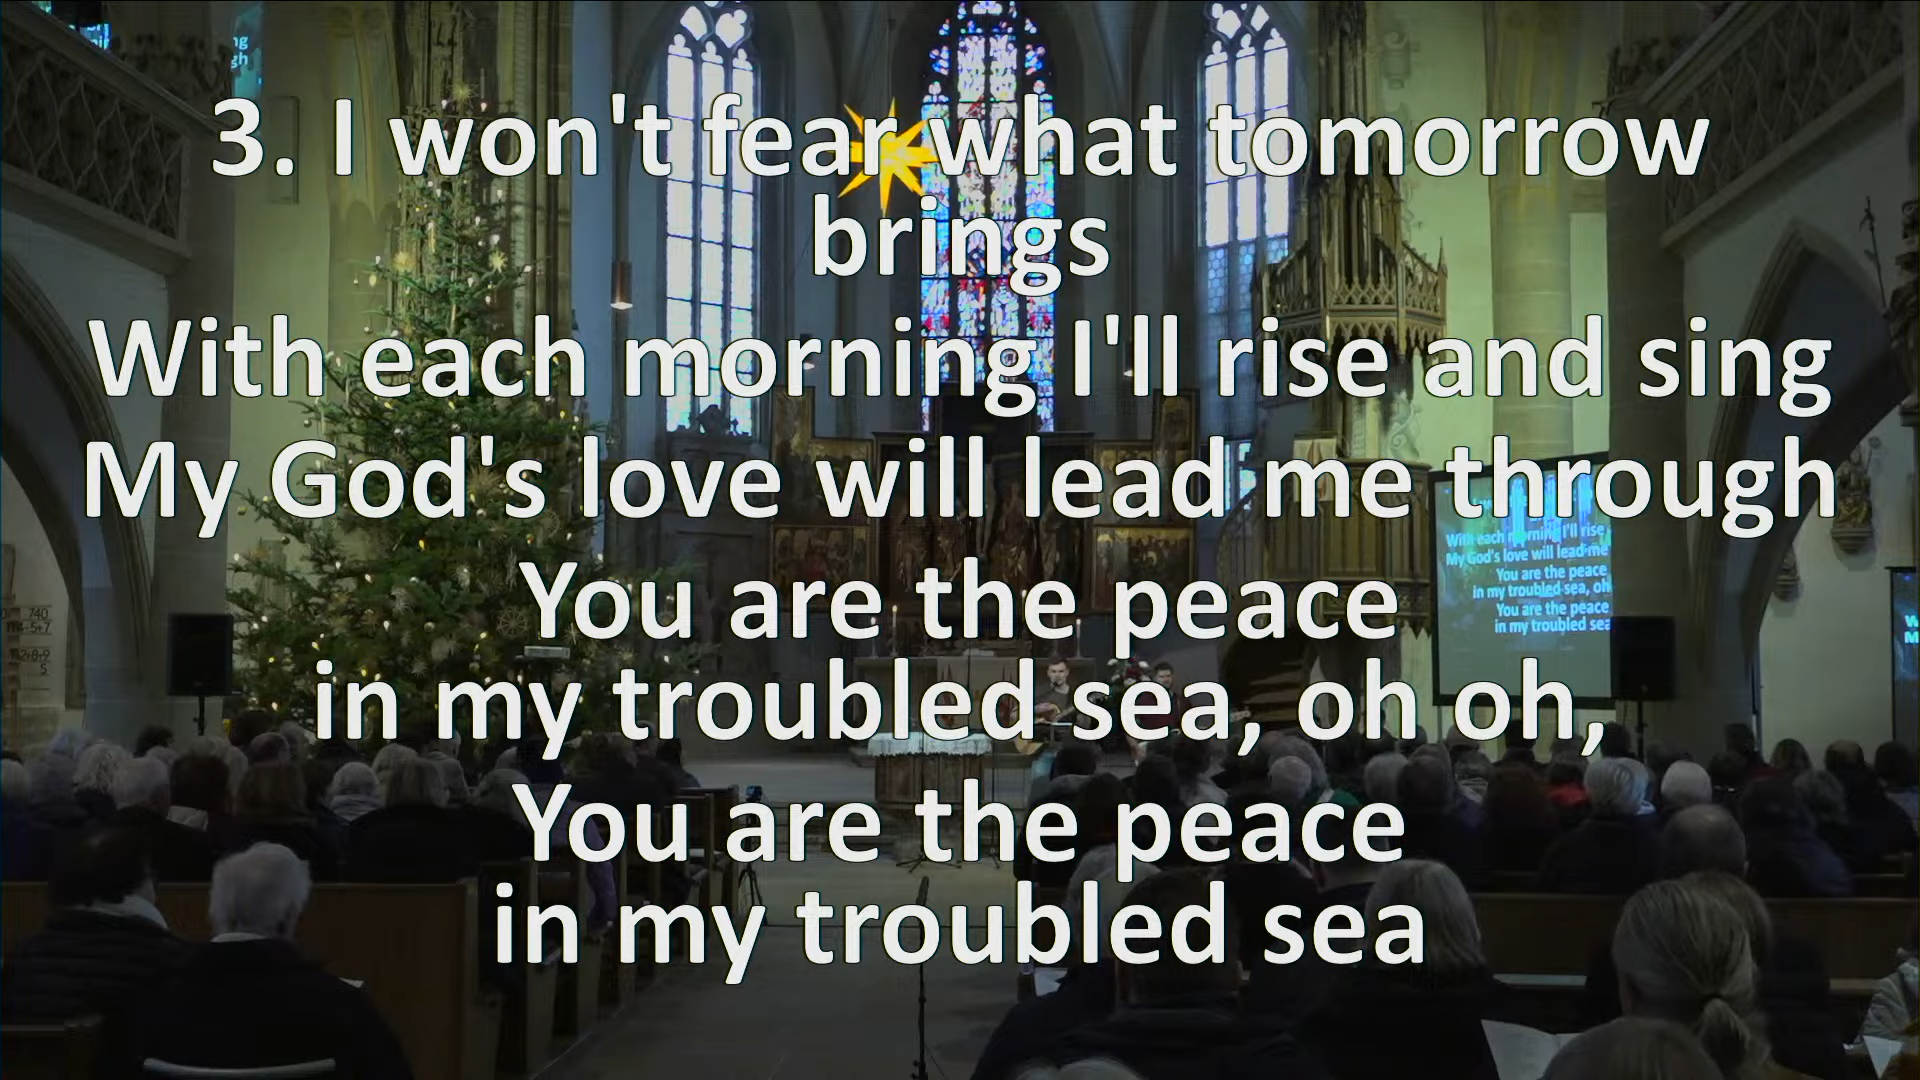 3. I won't fear what tomorrow
brings
With each morning I'll rise and sing
My God's love will lead me through
You are the peace
in my troubled sea, oh oh,
You are the peace
in my troubled sea
With each morning I'll rise
My God's love will lead me
You are the peace
in my troubled sea, oh
You are the peace
in my troubled sea
740